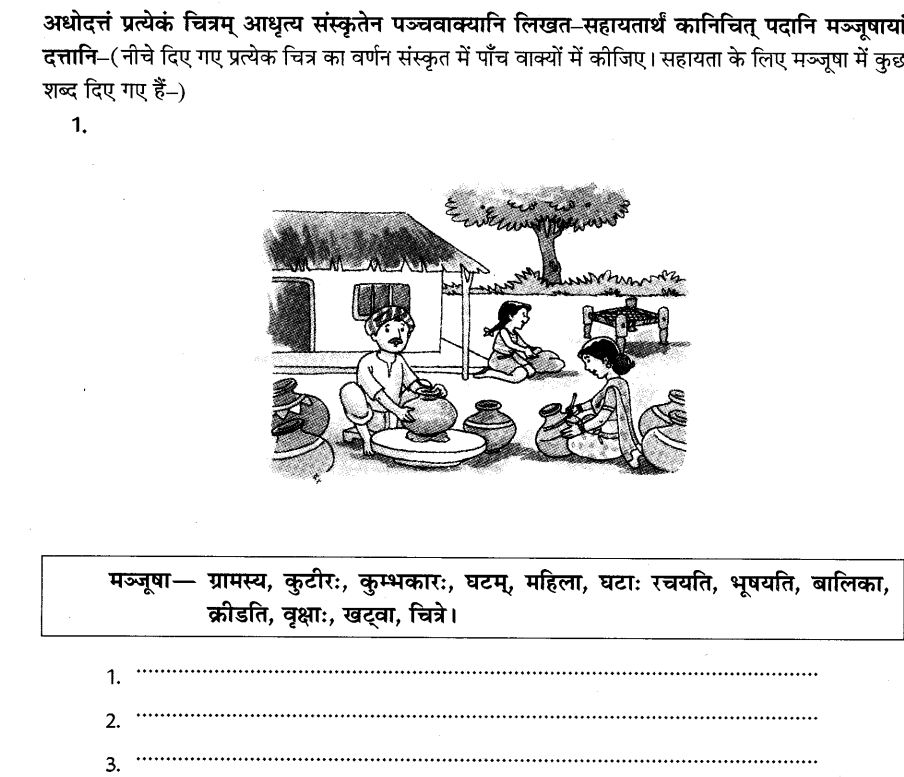 अधोदत्तं प्रत्येकं चित्रम् आधृत्य संस्कृतेन पञ्चवाक्यानि लिखत–सहायतार्थं कानिचित् पदानि मञ्जूषायां
दत्तानि–(नीचे दिए गए प्रत्येक चित्र का वर्णन संस्कृत में पाँच वाक्यों में कीजिए। सहायता के लिए मञ्जूषा में कुछ
शब्द दिए गए हैं–)
1.
मञ्जूषा— ग्रामस्य, कुटीरः, कुम्भकारः, घटम्, महिला, घटाः रचयति, भूषयति, बालिका,
क्रीडति, वृक्षाः, खट्वा, चित्रे।
1. ........................................................................
2. ........................................................................
3. ........................................................................